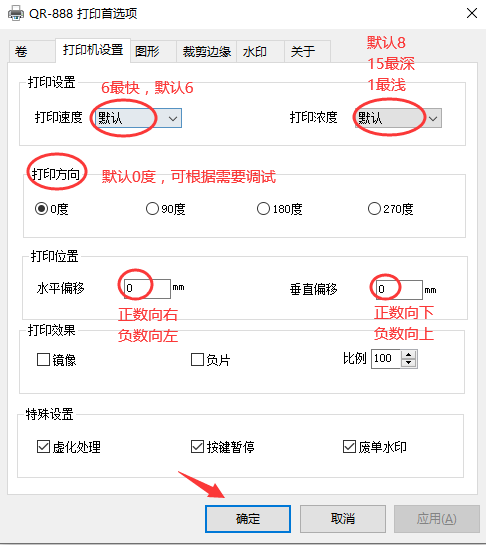 QR-888 打印首选项
卷 打印机设置 图形 裁剪边缘 水印 关于
默认8
15最深
1最浅
打印设置
6最快，默认6
打印速度 默认 打印浓度 默认
打印方向
默认0度，可根据需要调试
0度 90度 180度 270度
打印位置
水平偏移 0 mm 垂直偏移 0 mm
正数向右 正数向下
负数向左 负数向上
打印效果
镜像 负片 比例 100
特殊设置
虚化处理 按键暂停 废单水印
确定 取消 应用(A)